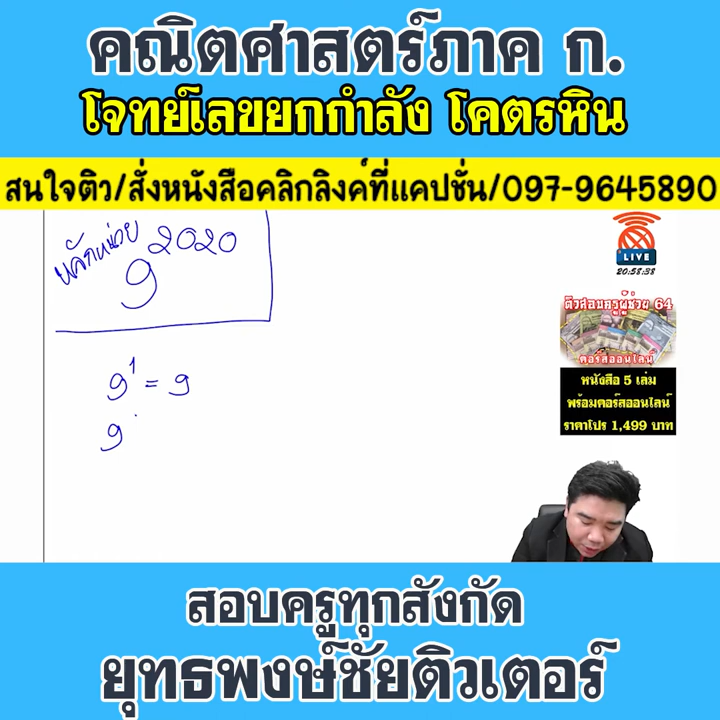 คณิตศาสตร์ภาค ก.
โจทย์เลขยกกำลัง โคตรหิน
สนใจติว/สั่งหนังสือคลิกลิงค์ที่แคปชั่น/097-9645890
หลักหน่วย 9^2020
LIVE
20:58:38
ติวสอบครูผู้ช่วย 64
คอร์สออนไลน์
หนังสือ 5 เล่ม
พร้อมคอร์สออนไลน์
ราคาโปร 1,499 บาท
9^1 = 9
9
สอบครูทุกสังกัด
ยุทธพงษ์ชัยติวเตอร์